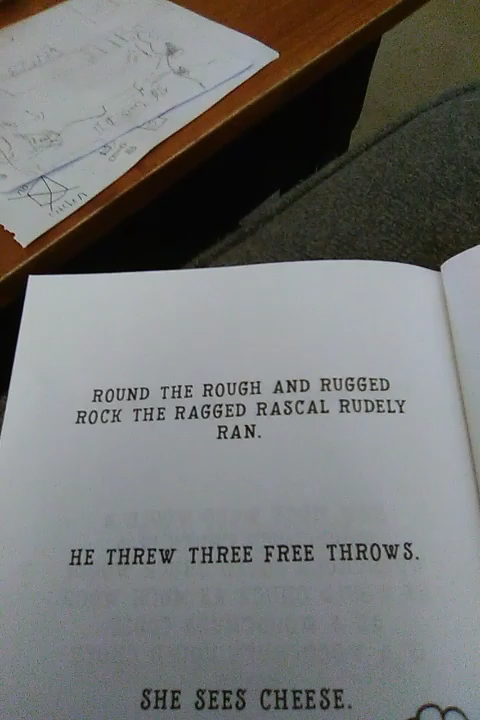 ROUND THE ROUGH AND RUGGED
ROCK THE RAGGED RASCAL RUDELY
RAN.
HE THREW THREE FREE THROWS.
SHE SEES CHEESE.